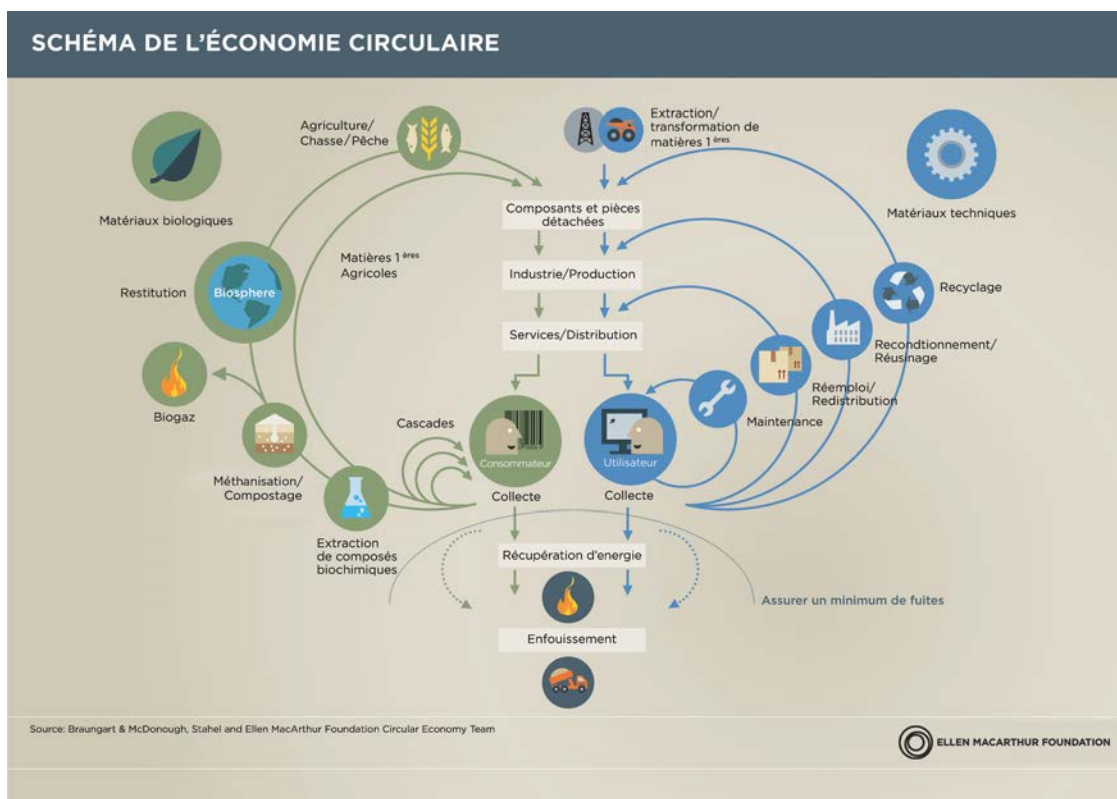 SCHÉMA DE L'ÉCONOMIE CIRCULAIRE
Agriculture/
Chasse/Pêche
Extraction/
transformation de
matières 1ères
Matériaux biologiques
Matériaux techniques
Composants et pièces
détachées
Matières 1ères
Agricoles
Industrie/Production
Restitution
Biosphere
Recyclage
Services/Distribution
Recondtionnement/
Réusinage
Réemploi/
Redistribution
Biogaz
Cascades
Maintenance
Consommateur
Utilisateur
Méthanisation/
Compostage
Collecte
Collecte
Extraction
de composés
biochimiques
Récupération d'energie
Assurer un minimum de fuites
Enfouissement
Source: Braungart & McDonough, Stahel and Ellen MacArthur Foundation Circular Economy Team
ELLEN MACARTHUR FOUNDATION